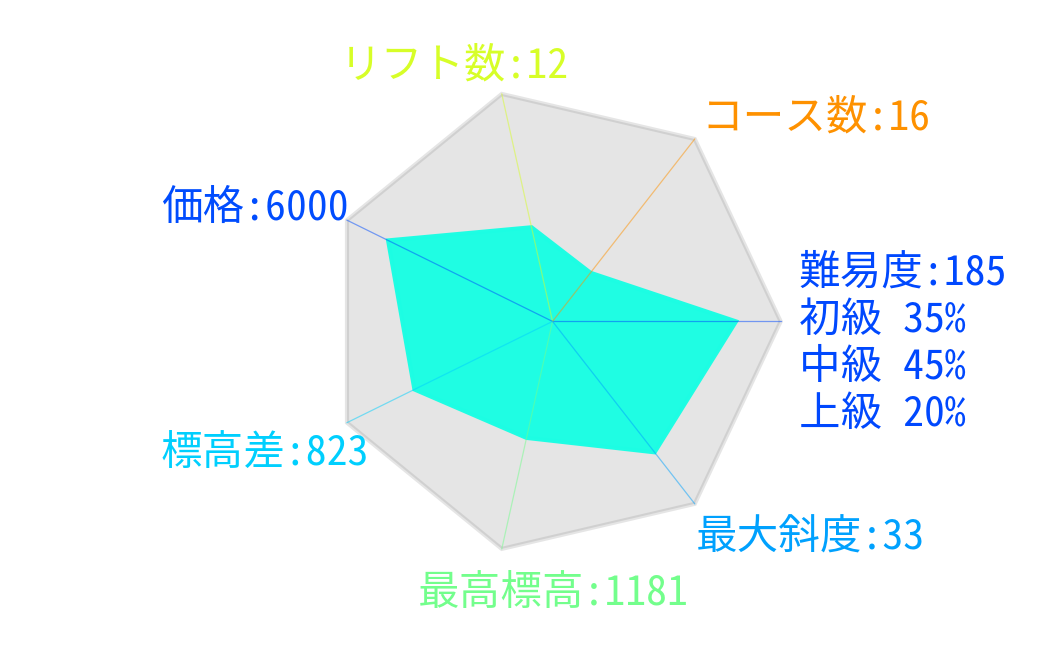 リフト数:12
コース数:16
価格:6000
難易度:185
初級 35%
中級 45%
上級 20%
標高差:823
最大斜度:33
最高標高:1181